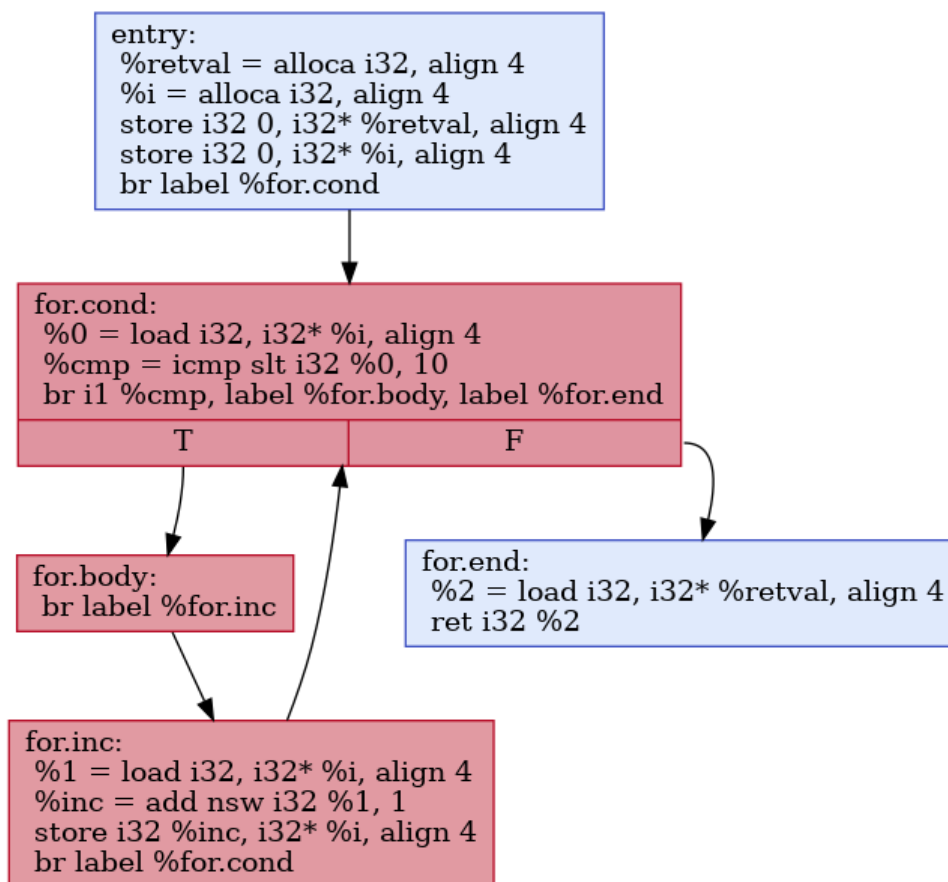 entry:
%retval = alloca i32, align 4
%i = alloca i32, align 4
store i32 0, i32* %retval, align 4
store i32 0, i32* %i, align 4
br label %for.cond
for.cond:
%0 = load i32, i32* %i, align 4
%cmp = icmp slt i32 %0, 10
br i1 %cmp, label %for.body, label %for.end
T
F
for.body:
br label %for.inc
for.end:
%2 = load i32, i32* %retval, align 4
ret i32 %2
for.inc:
%1 = load i32, i32* %i, align 4
%inc = add nsw i32 %1, 1
store i32 %inc, i32* %i, align 4
br label %for.cond